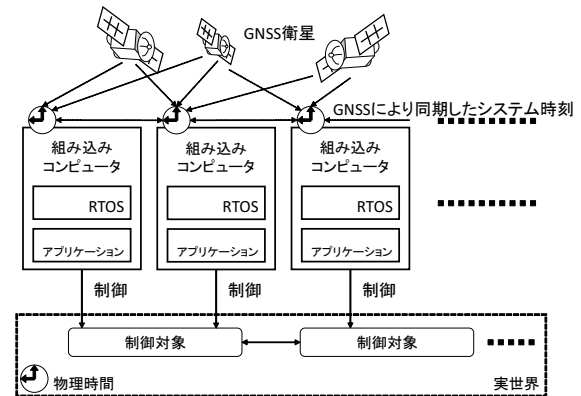 GNSS衛星
GNSSにより同期したシステム時刻
組み込み
コンピュータ
RTOS
アプリケーション
組み込み
コンピュータ
RTOS
アプリケーション
組み込み
コンピュータ
RTOS
アプリケーション
制御
制御
制御
制御対象
制御対象
物理時間
実世界